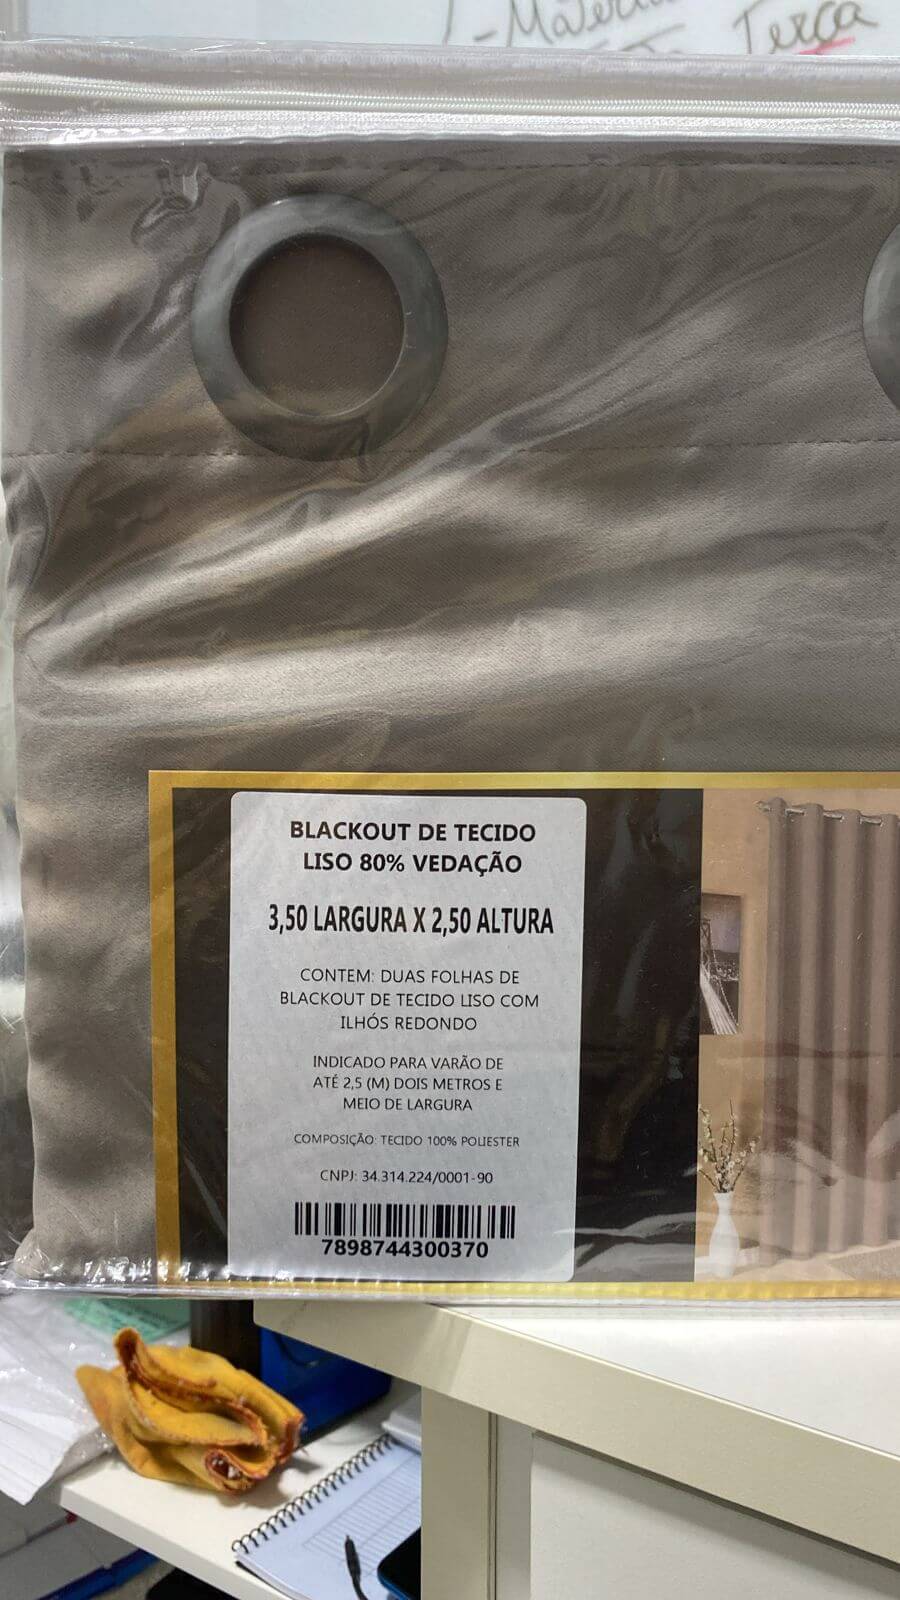 -Materia
Terça
BLACKOUT DE TECIDO
LISO 80% VEDAÇÃO
3,50 LARGURA X 2,50 ALTURA
CONTEM: DUAS FOLHAS DE
BLACKOUT DE TECIDO LISO COM
ILHÓS REDONDO
INDICADO PARA VARÃO DE
ATÉ 2,5 (M) DOIS METROS E
MEIO DE LARGURA
COMPOSIÇÃO: TECIDO 100% POLIESTER
CNPJ: 34.314.224/0001-90
7898744300370